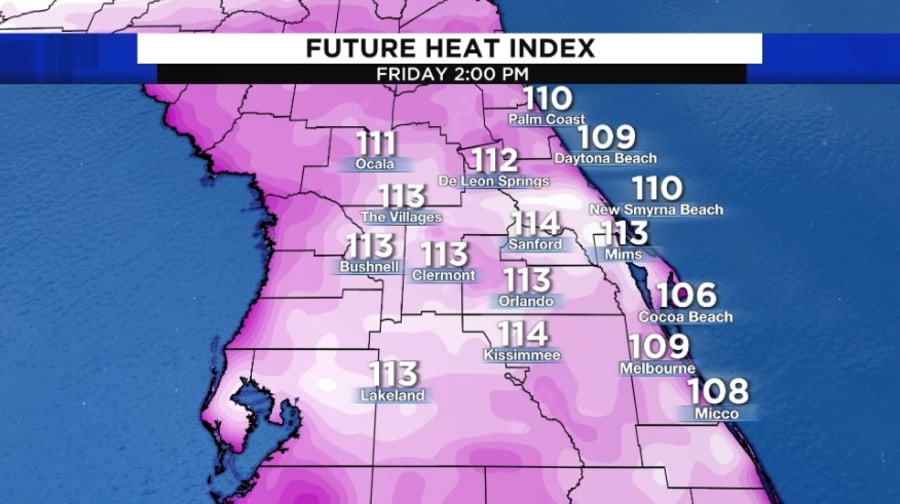 FUTURE HEAT INDEX
FRIDAY 2:00 PM
110
Palm Coast
109
Daytona Beach
111
Ocala
112
De Leon Springs
110
New Smyrna Beach
113
The Villages
114
Sanford
113
Mims
113
Bushnell
113
Clermont
113
Orlando
106
Cocoa Beach
114
Kissimmee
109
Melbourne
113
Lakeland
108
Micco